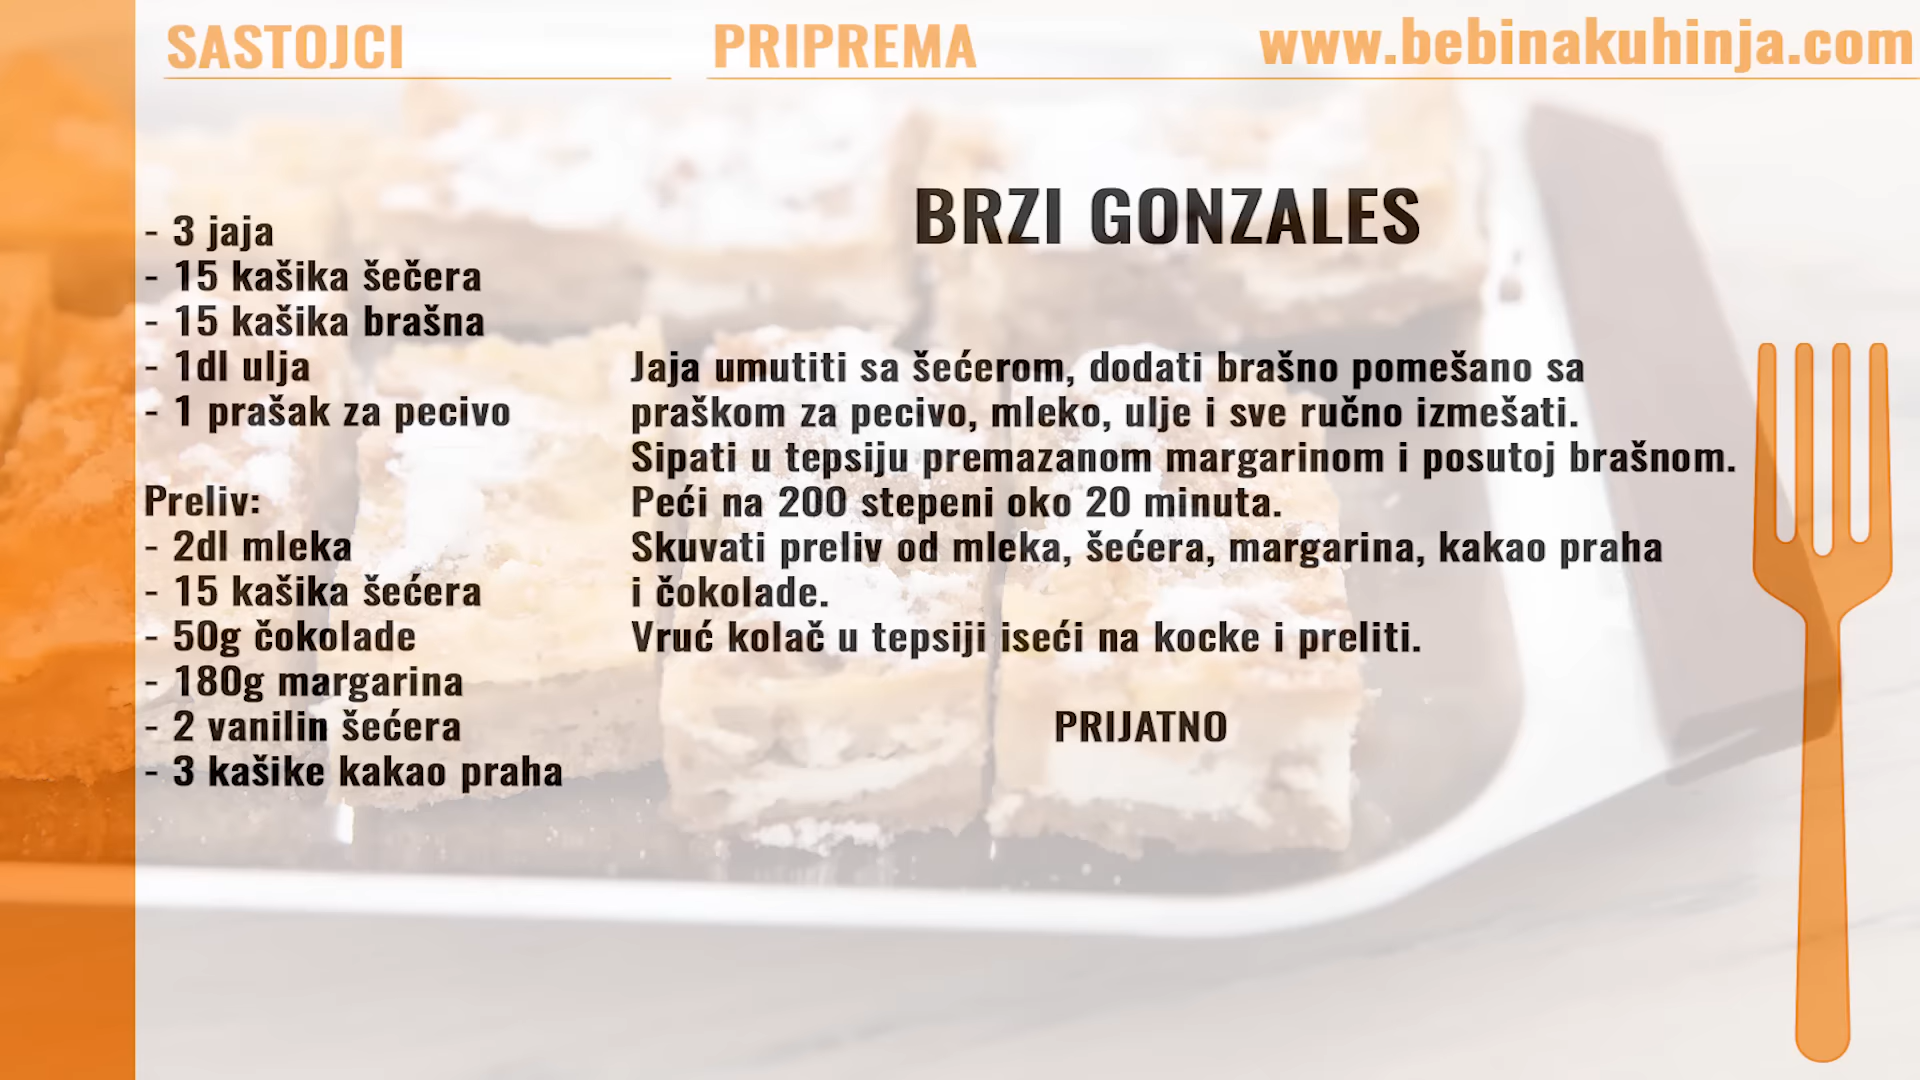 SASTOJCI
PRIPREMA
www.bebinakuhinja.com
- 3 jaja
- 15 kašika šečera
- 15 kašika brašna
- 1dl ulja
- 1 prašak za pecivo
Preliv:
- 2dl mleka
- 15 kašika šećera
- 50g čokolade
- 180g margarina
- 2 vanilin šećera
- 3 kašike kakao praha
BRZI GONZALES
Jaja umutiti sa šećerom, dodati brašno pomešano sa
praškom za pecivo, mleko, ulje i sve ručno izmešati.
Sipati u tepsiju premazanom margarinom i posutoj brašnom.
Peći na 200 stepeni oko 20 minuta.
Skuvati preliv od mleka, šećera, margarina, kakao praha
i čokolade.
Vruć kolač u tepsiji iseći na kocke i preliti.
PRIJATNO